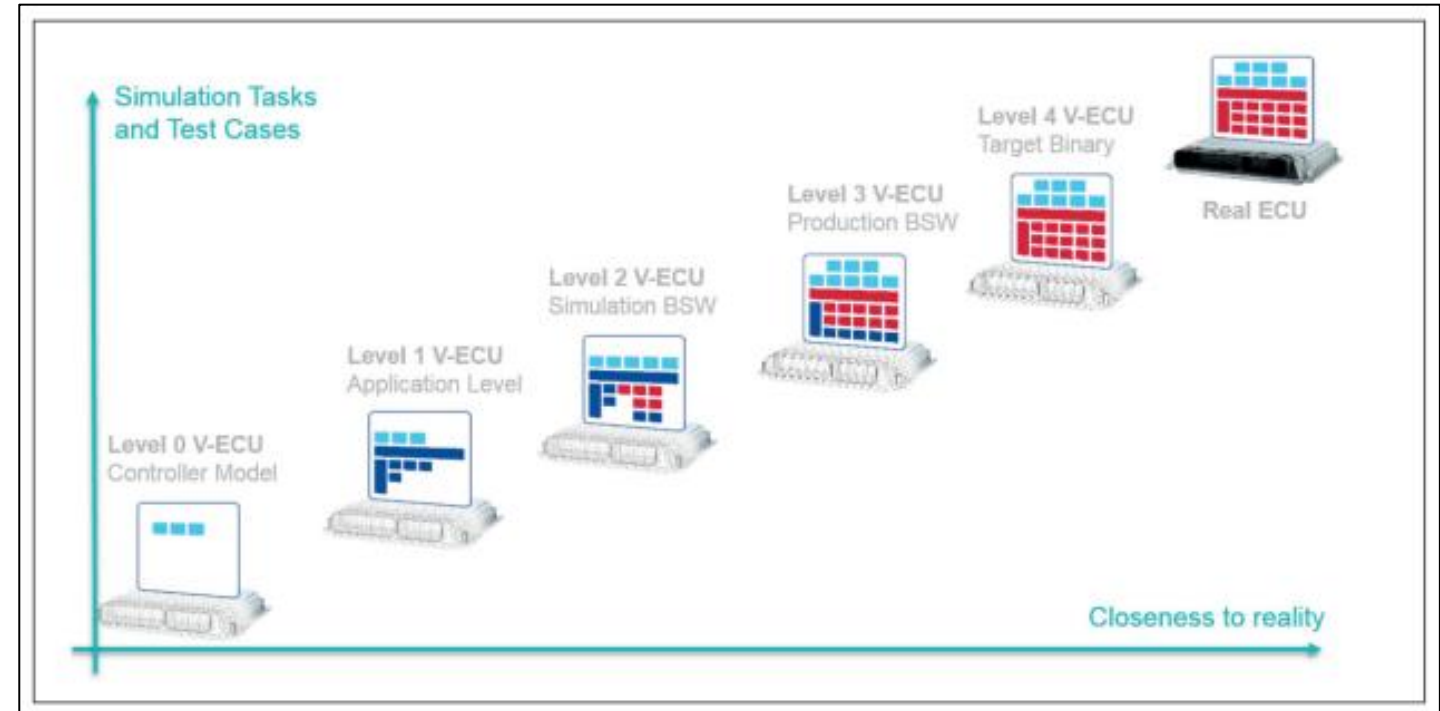 Simulation Tasks
and Test Cases
Level 4 V-ECU
Target Binary
Real ECU
Level 3 V-ECU
Production BSW
Level 2 V-ECU
Simulation BSW
Level 1 V-ECU
Application Level
Level 0 V-ECU
Controller Model
Closeness to reality